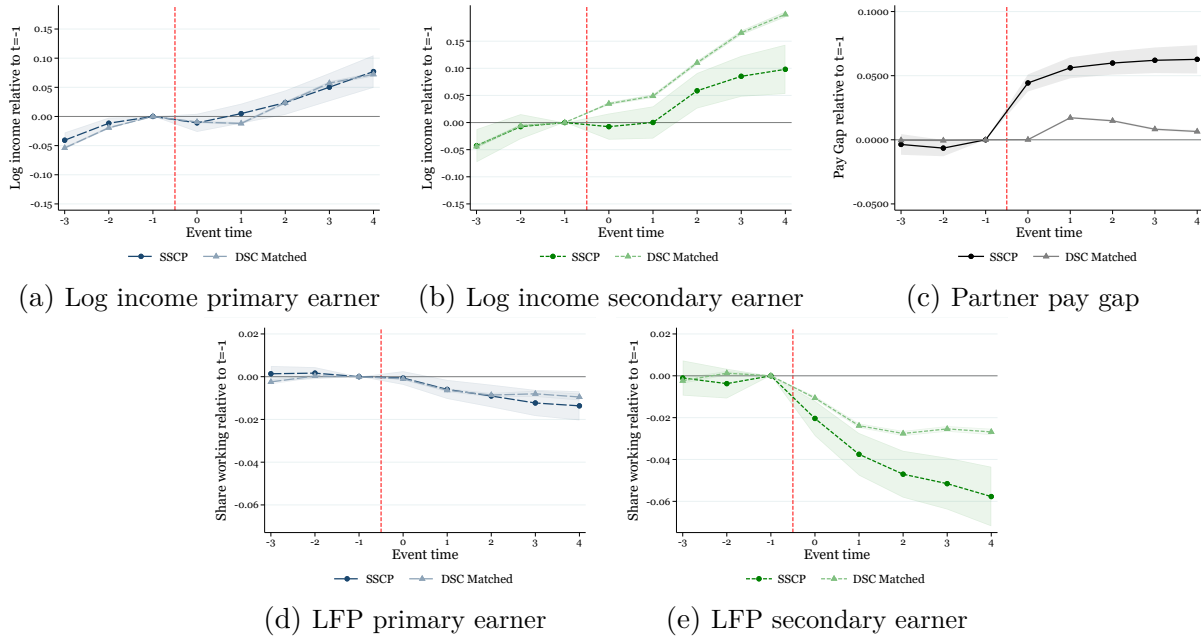 Log income relative to t=-1
0.15
0.10
0.05
0.00
-0.05
-0.10
-0.15
-3 -2 -1 0 1 2 3 4
Event time
SSCP DSC Matched
(a) Log income primary earner
Log income relative to t=-1
0.15
0.10
0.05
0.00
-0.05
-0.10
-0.15
-3 -2 -1 0 1 2 3 4
Event time
SSCP DSC Matched
(b) Log income secondary earner
Pay Gap relative to t=-1
0.1000
0.0500
0.0000
-0.0500
-3 -2 -1 0 1 2 3 4
Event time
SSCP DSC Matched
(c) Partner pay gap
Share working relative to t=-1
0.02
0.00
-0.02
-0.04
-0.06
-3 -2 -1 0 1 2 3 4
Event time
SSCP DSC Matched
(d) LFP primary earner
Share working relative to t=-1
0.02
0.00
-0.02
-0.04
-0.06
-3 -2 -1 0 1 2 3 4
Event time
SSCP DSC Matched
(e) LFP secondary earner